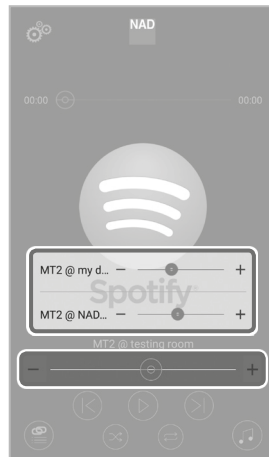 NAD
00:00 00:00
MT2 @ my d...
Spotify
MT2 @ NAD...
MT2 @ testing room